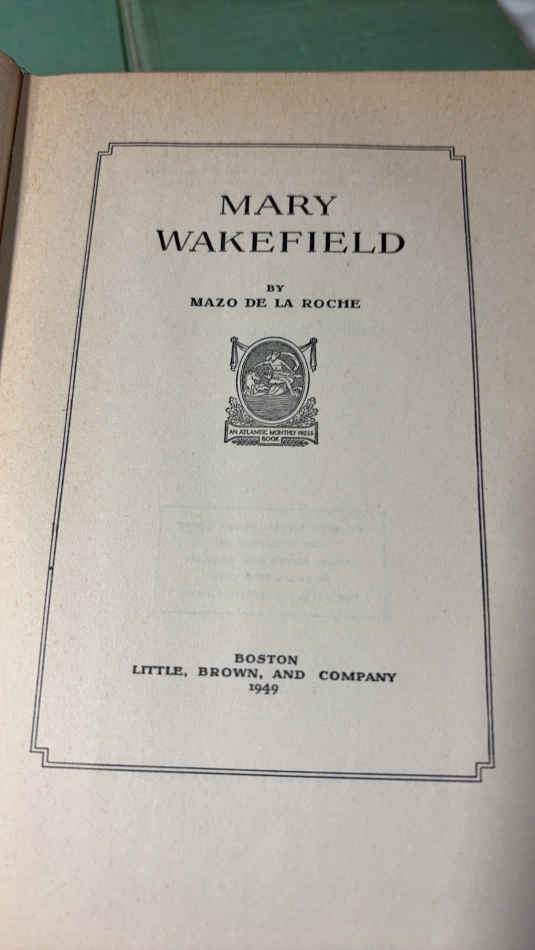 MARY
WAKEFIELD
BY
MAZO DE LA ROCHE
AN ATLANTIC MONTHLY PRESS
BOOK
BOSTON
LITTLE, BROWN, AND COMPANY
1949